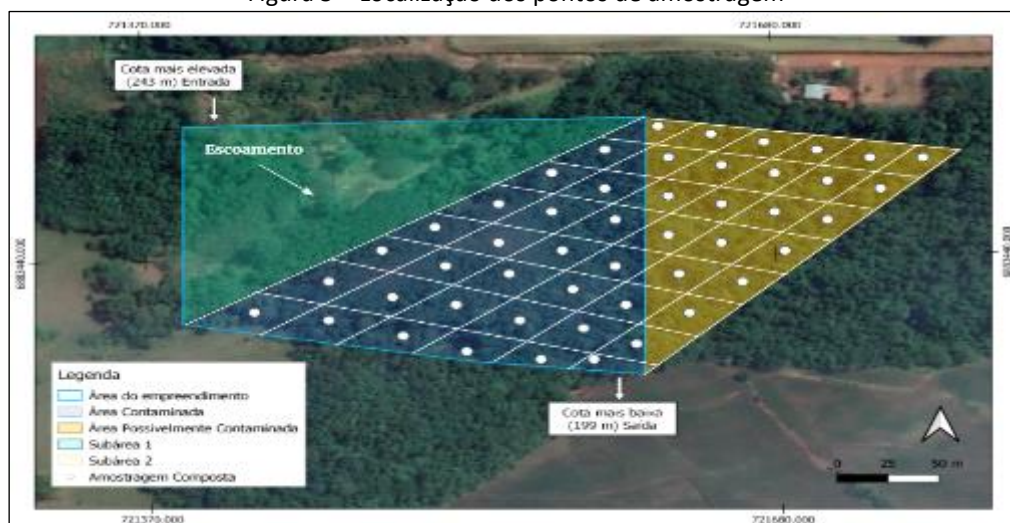 Figura 3 – Localização dos pontos de amostragem
721370.000
721680.000
Cota mais elevada
(243 m) Entrada
Escoamento
Legenda
Área do empreendimento
Área Contaminada
Área Possivelmente Contaminada
Subárea 1
Subárea 2
Amostragem Composta
Cota mais baixa
(199 m) Saída
0 25 50 m
721370.000
721680.000